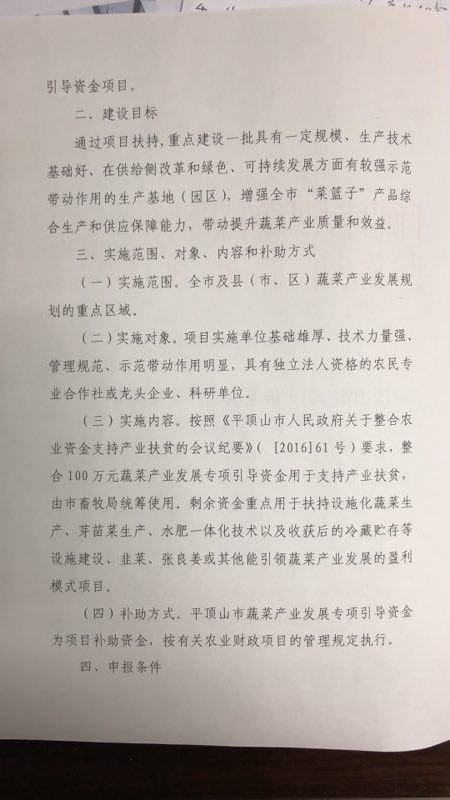 引导资金项目。
二、建设目标
通过项目扶持,重点建设一批具有一定规模、生产技术
基础好、在供给侧改革和绿色、可持续发展方面有较强示范
带动作用的生产基地（园区），增强全市“菜篮子”产品综
合生产和供应保障能力，带动提升蔬菜产业质量和效益。
三、实施范围、对象、内容和补助方式
（一）实施范围。全市及县（市、区）蔬菜产业发展规
划的重点区域。
（二）实施对象。项目实施单位基础雄厚、技术力量强、
管理规范、示范带动作用明显，具有独立法人资格的农民专
业合作社或龙头企业、科研单位。
（三）实施内容。按照《平顶山市人民政府关于整合农
业资金支持产业扶贫的会议纪要》（ [2016]61 号）要求，整
合 100 万元蔬菜产业发展专项引导资金用于支持产业扶贫，
由市畜牧局统筹使用。剩余资金重点用于扶持设施化蔬菜生
产、芽苗菜生产、水肥一体化技术以及收获后的冷藏贮存等
设施建设、韭菜、张良姜或其他能引领蔬菜产业发展的盈利
模式项目。
（四）补助方式。平顶山市蔬菜产业发展专项引导资金
为项目补助资金，按有关农业财政项目的管理规定执行。
四、申报条件